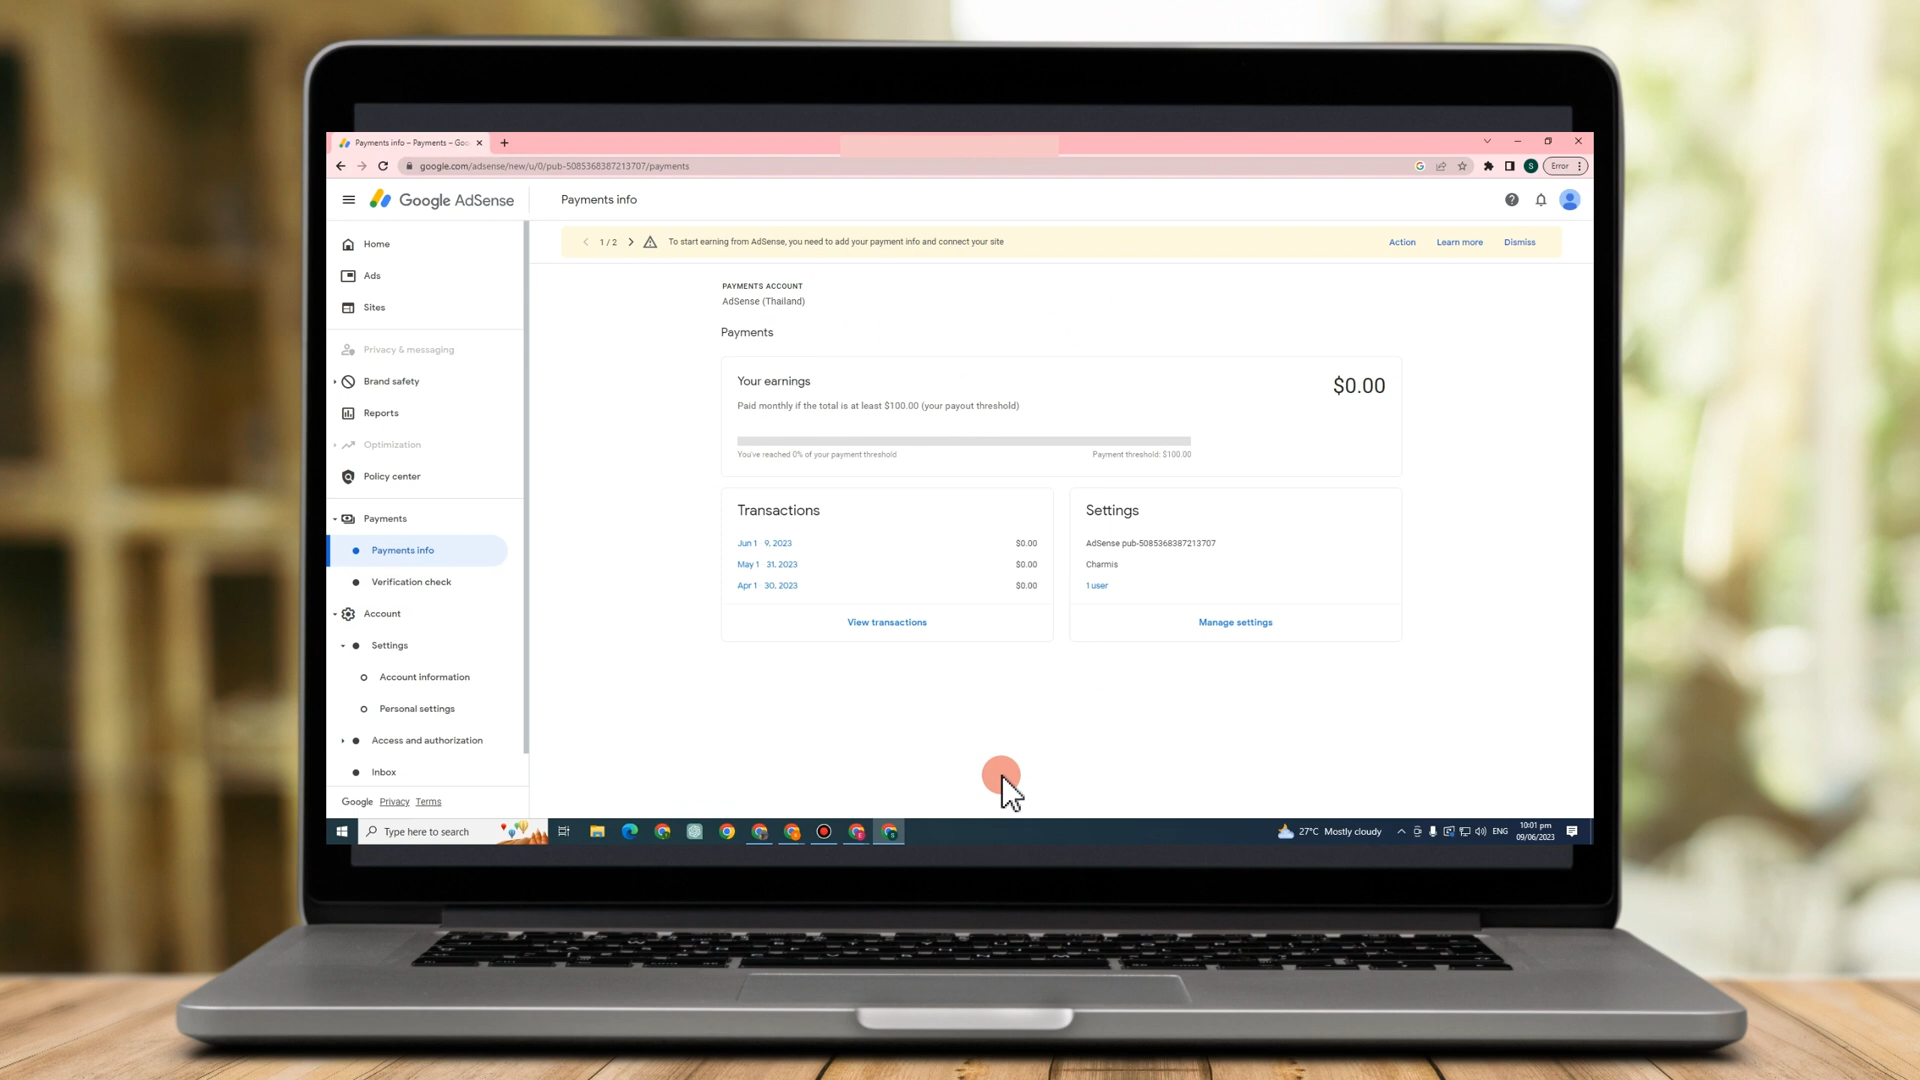 Payments info – Payments – Goo
google.com/adsense/new/u/0/pub-5085368387213707/payments
S
Error
Google AdSense
Payments info
Home
Ads
Sites
Privacy & messaging
Brand safety
Reports
Optimization
Policy center
Payments
Payments info
Verification check
Account
Settings
Account information
Personal settings
Access and authorization
Inbox
Google Privacy Terms
1 / 2
To start earning from AdSense, you need to add your payment info and connect your site
Action
Learn more
Dismiss
PAYMENTS ACCOUNT
AdSense (Thailand)
Payments
Your earnings
$0.00
Paid monthly if the total is at least $100.00 (your payout threshold)
You've reached 0% of your payment threshold
Payment threshold: $100.00
Transactions
Jun 1 9, 2023 $0.00
May 1 31, 2023 $0.00
Apr 1 30, 2023 $0.00
View transactions
Settings
AdSense pub-5085368387213707
Charmis
1 user
Manage settings
Type here to search
27°C Mostly cloudy
ENG
10:01 pm
09/06/2023